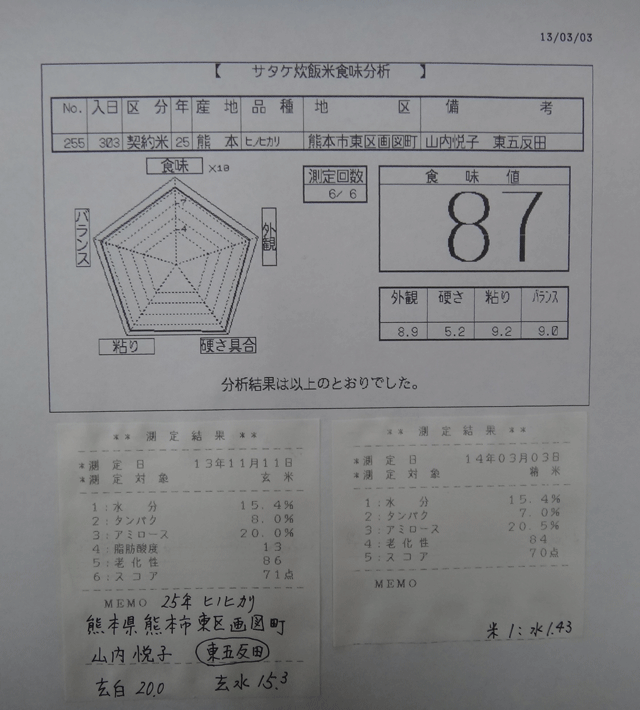 13/03/03
【 サタケ炊飯米食味分析 】
No. 入日 区分 年 産地 品種 地区 備考
255 303 契約米 25 熊本 ヒノヒカリ 熊本市東区画図町 山内悦子 東五反田
食味 ×10
バランス
外観
粘り
硬さ具合
7
4
測定回数
6/ 6
食味値
87
外観 硬さ 粘り バランス
8.9 5.2 9.2 9.0
分析結果は以上のとおりでした。
** 測定結果 **
*測定日 13年11月11日
*測定対象 玄米
1:水分 15.4%
2:タンパク 8.0%
3:アミロース 20.0%
4:脂肪酸度 13
5:老化性 86
6:スコア 71点
MEMO 25年 ヒノヒカリ
熊本県熊本市東区画図町
山内悦子 東五反田
玄白 20.0 玄水 15.3
** 測定結果 **
*測定日 14年03月03日
*測定対象 精米
1:水分 15.4%
2:タンパク 7.0%
3:アミロース 20.5%
4:老化性 84
5:スコア 70点
MEMO
米1:水1.43